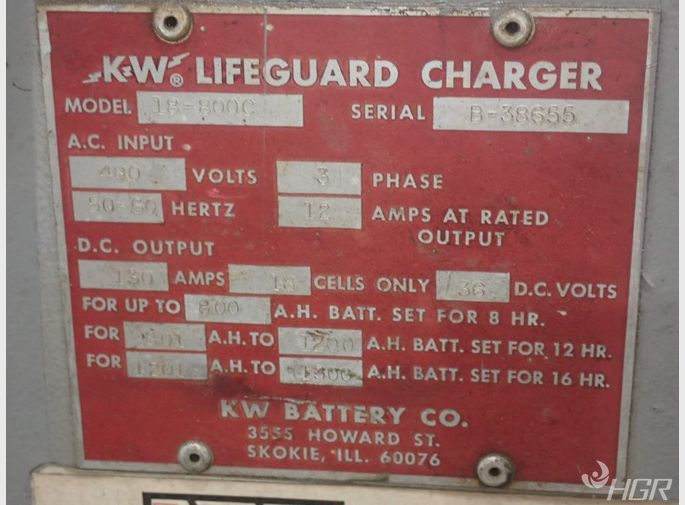 KW® LIFEGUARD CHARGER
MODEL 18-800C SERIAL B-38655
A.C. INPUT
480 VOLTS 3 PHASE
50-60 HERTZ 12 AMPS AT RATED
OUTPUT
D.C. OUTPUT
130 AMPS 18 CELLS ONLY 36 D.C. VOLTS
FOR UP TO 800 A.H. BATT. SET FOR 8 HR.
FOR 801 A.H. TO 1200 A.H. BATT. SET FOR 12 HR.
FOR 1201 A.H. TO A.H. BATT. SET FOR 16 HR.
KW BATTERY CO.
3555 HOWARD ST.
SKOKIE, ILL. 60076
HGR